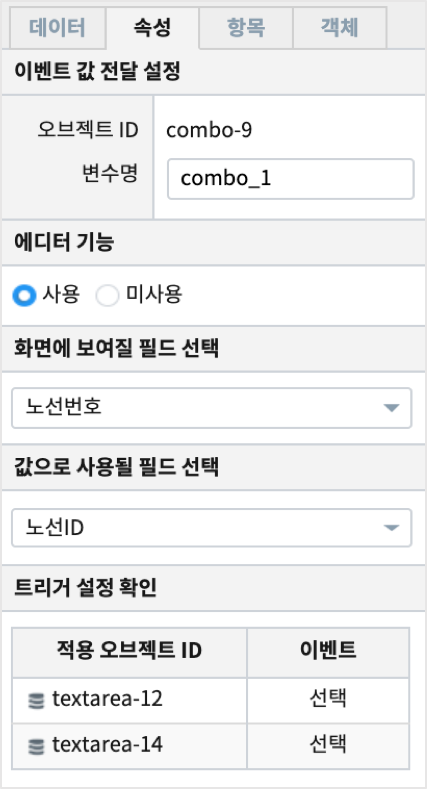 데이터 속성 항목 객체
이벤트 값 전달 설정
오브젝트 ID combo-9
변수명 combo_1
에디터 기능
사용 미사용
화면에 보여질 필드 선택
노선번호
값으로 사용될 필드 선택
노선ID
트리거 설정 확인
적용 오브젝트 ID 이벤트
textarea-12 선택
textarea-14 선택